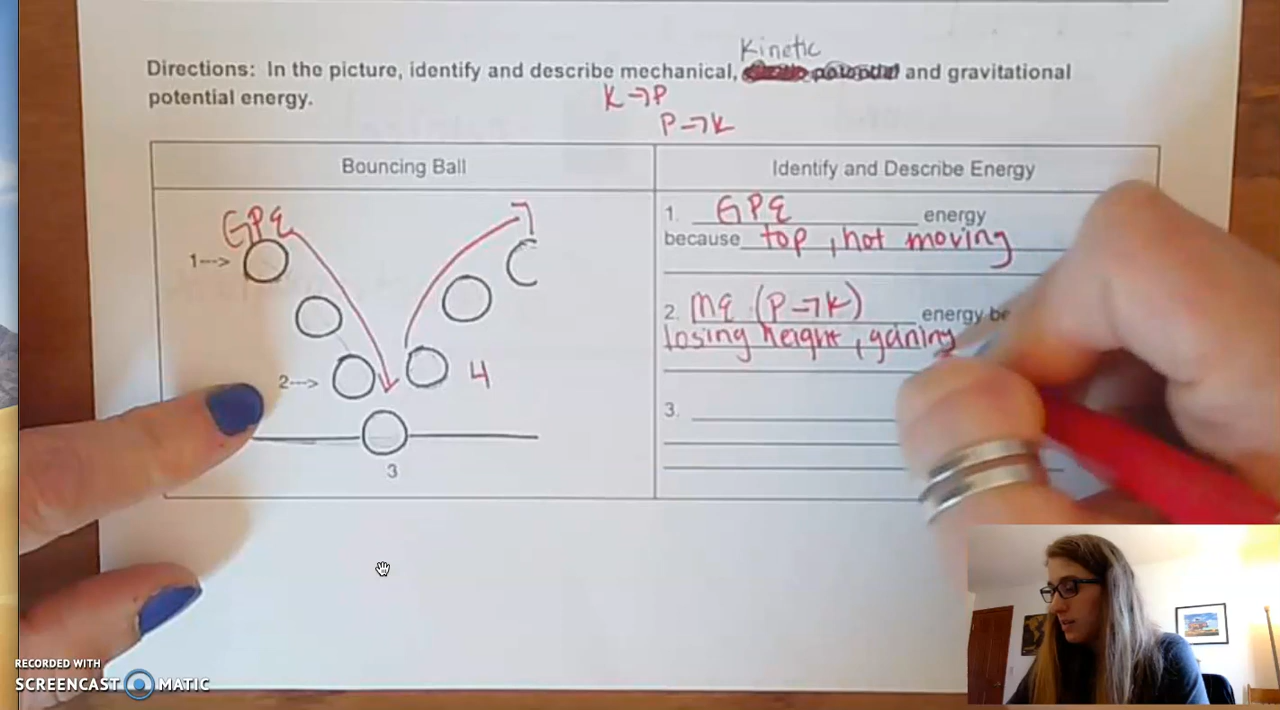 Kinetic
Directions: In the picture, identify and describe mechanical, and gravitational
potential energy.
K→P
P→K
Bouncing Ball
Identify and Describe Energy
GPE
1--->
2--->
4
3
1. GPE energy
because top, not moving
2. ME (P→K) energy be
losing height, gaining
3.
RECORDED WITH
SCREENCAST MATIC